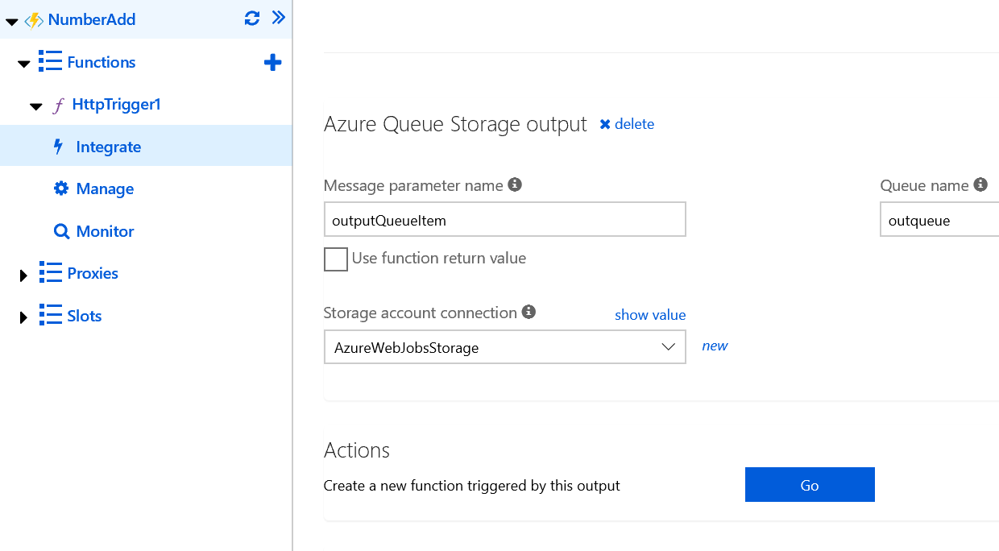 NumberAdd
Functions
HttpTrigger1
Integrate
Manage
Monitor
Proxies
Slots
Azure Queue Storage output delete
Message parameter name
outputQueueItem
Use function return value
Queue name
outqueue
Storage account connection show value
AzureWebJobsStorage new
Actions
Create a new function triggered by this output Go